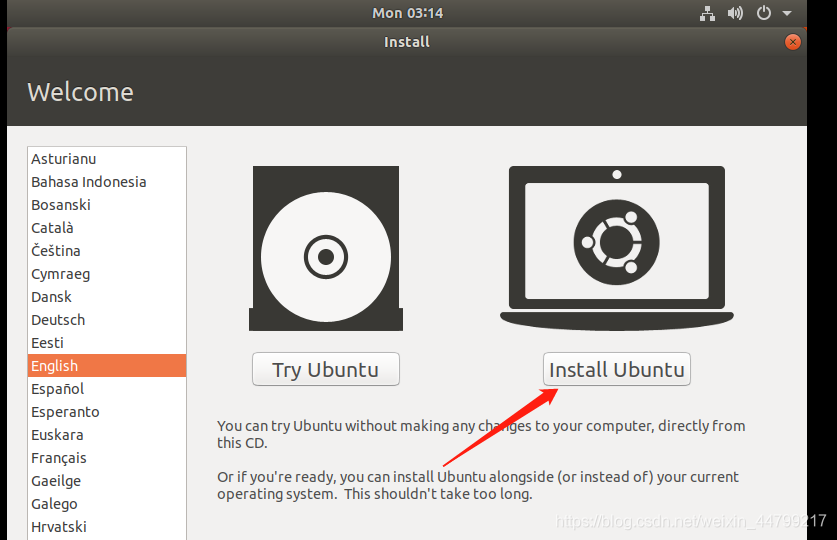 Mon 03:14
Install
Welcome
Asturianu
Bahasa Indonesia
Bosanski
Català
Čeština
Cymraeg
Dansk
Deutsch
Eesti
English
Español
Esperanto
Euskara
Français
Gaeilge
Galego
Hrvatski
Try Ubuntu
Install Ubuntu
You can try Ubuntu without making any changes to your computer, directly from
this CD.
Or if you're ready, you can install Ubuntu alongside (or instead of) your current
operating system. This shouldn't take too long.
https://blog.csdn.net/weixin_44799217